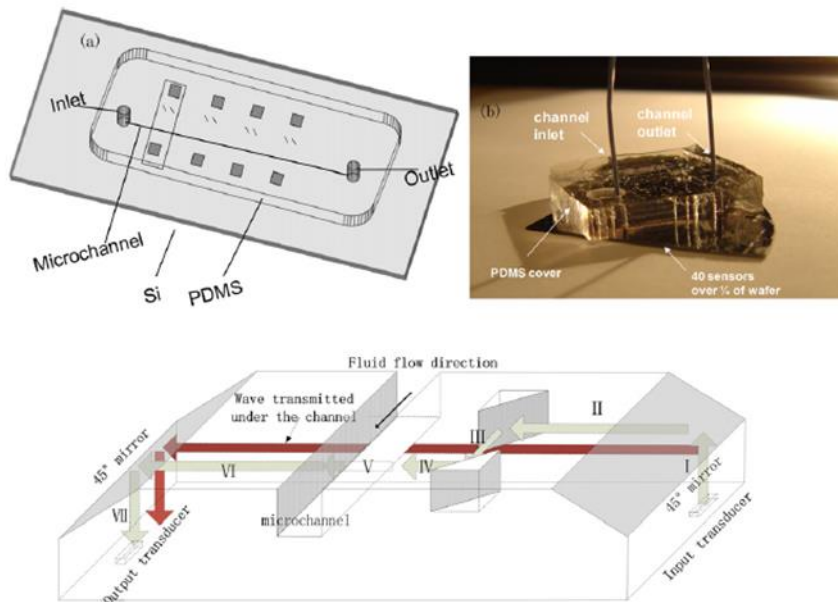 (a)
Inlet
Outlet
Microchannel
Si
PDMS
(b)
channel
inlet
channel
outlet
PDMS cover
40 sensors
over ¼ of wafer
Fluid flow direction
Wave transmitted
under the channel
II
III
I
45° mirror
VI
V
IV
45° mirror
VII
microchannel
Output transducer
Input transducer